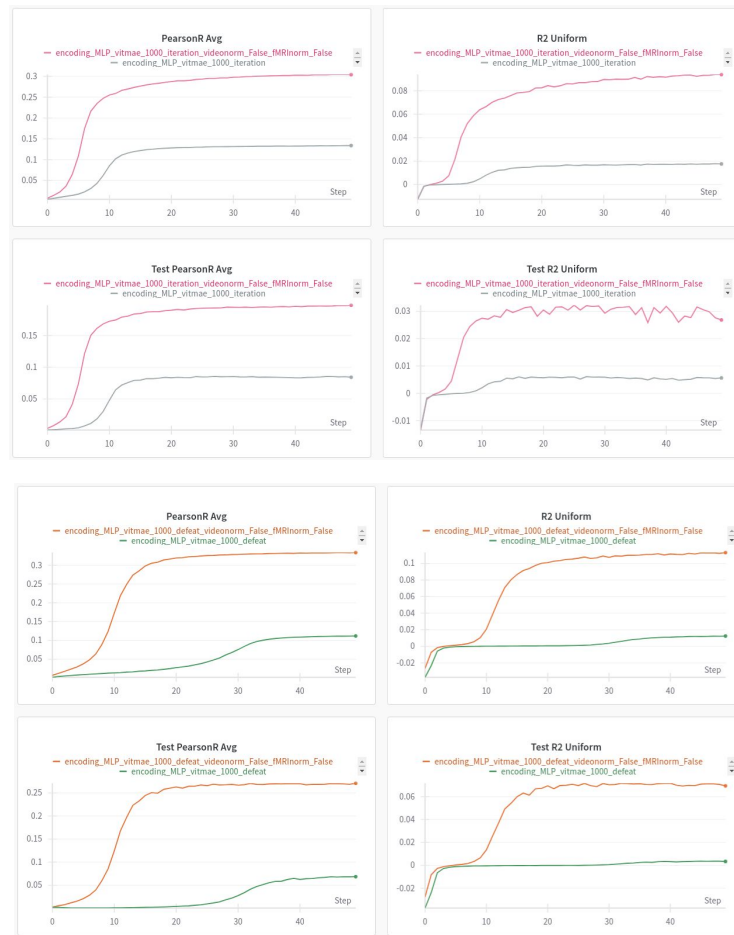 PearsonR Avg
encoding_MLP_vitmae_1000_iteration_videonorm_False_fMRInorm_False
encoding_MLP_vitmae_1000_iteration
0.3
0.25
0.2
0.15
0.1
0.05
Step
0 10 20 30 40
R2 Uniform
encoding_MLP_vitmae_1000_iteration_videonorm_False_fMRInorm_False
encoding_MLP_vitmae_1000_iteration
0.08
0.06
0.04
0.02
0
Step
0 10 20 30 40
Test PearsonR Avg
encoding_MLP_vitmae_1000_iteration_videonorm_False_fMRInorm_False
encoding_MLP_vitmae_1000_iteration
0.15
0.1
0.05
Step
0 10 20 30 40
Test R2 Uniform
encoding_MLP_vitmae_1000_iteration_videonorm_False_fMRInorm_False
encoding_MLP_vitmae_1000_iteration
0.03
0.02
0.01
0
-0.01
Step
0 10 20 30 40
PearsonR Avg
encoding_MLP_vitmae_1000_defeat_videonorm_False_fMRInorm_False
encoding_MLP_vitmae_1000_defeat
0.3
0.25
0.2
0.15
0.1
0.05
Step
0 10 20 30 40
R2 Uniform
encoding_MLP_vitmae_1000_defeat_videonorm_False_fMRInorm_False
encoding_MLP_vitmae_1000_defeat
0.1
0.08
0.06
0.04
0.02
0
-0.02
Step
0 10 20 30 40
Test PearsonR Avg
encoding_MLP_vitmae_1000_defeat_videonorm_False_fMRInorm_False
encoding_MLP_vitmae_1000_defeat
0.25
0.2
0.15
0.1
0.05
Step
0 10 20 30 40
Test R2 Uniform
encoding_MLP_vitmae_1000_defeat_videonorm_False_fMRInorm_False
encoding_MLP_vitmae_1000_defeat
0.06
0.04
0.02
0
-0.02
Step
0 10 20 30 40